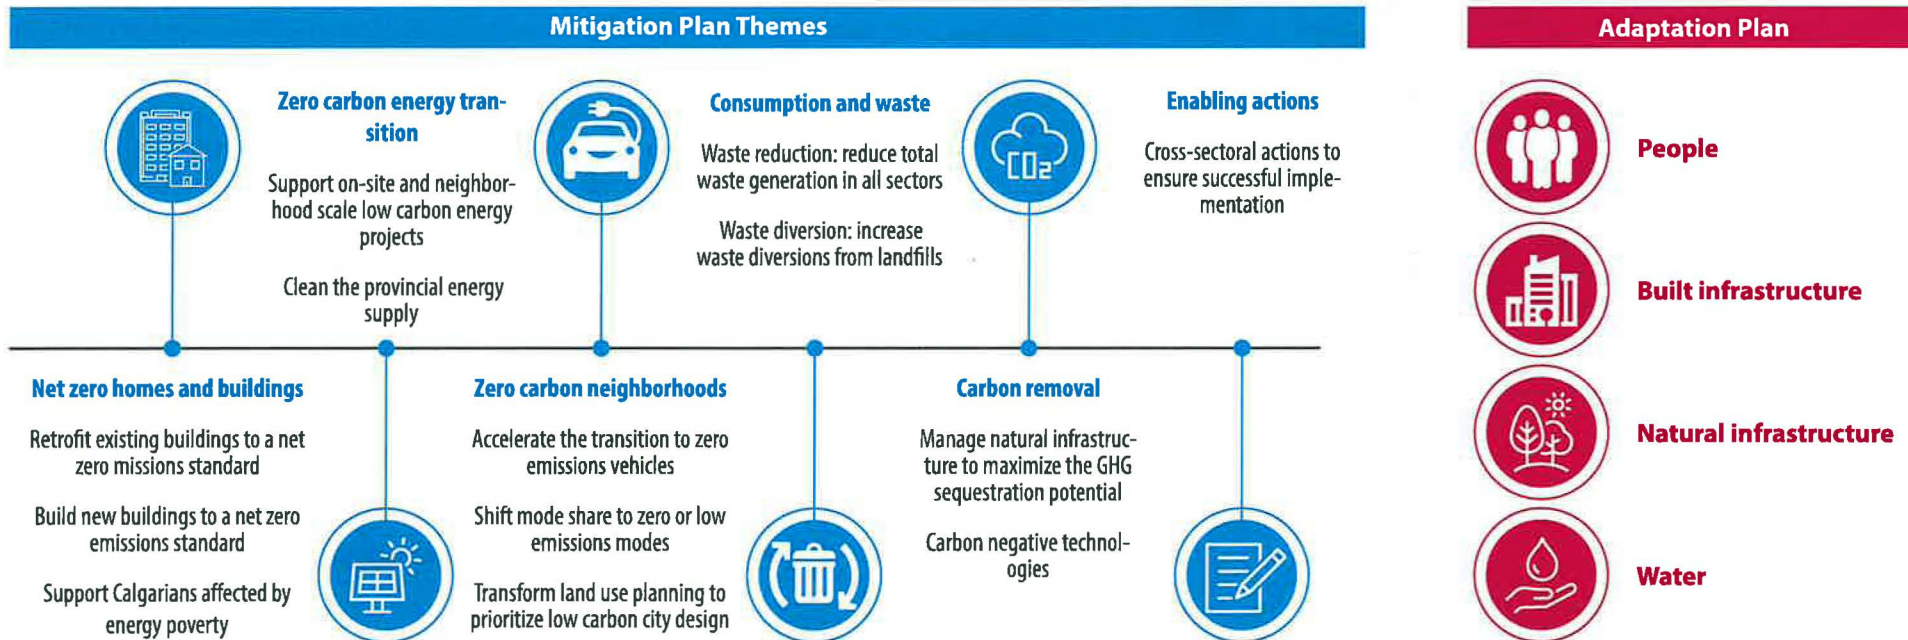 Mitigation Plan Themes
Zero carbon energy tran-
sition
Support on-site and neighbor-
hood scale low carbon energy
projects
Clean the provincial energy
supply
Consumption and waste
Waste reduction: reduce total
waste generation in all sectors
Waste diversion: increase
waste diversions from landfills
CO₂
Enabling actions
Cross-sectoral actions to
ensure successful imple-
mentation
Net zero homes and buildings
Retrofit existing buildings to a net
zero missions standard
Build new buildings to a net zero
emissions standard
Support Calgarians affected by
energy poverty
Zero carbon neighborhoods
Accelerate the transition to zero
emissions vehicles
Shift mode share to zero or low
emissions modes
Transform land use planning to
prioritize low carbon city design
Carbon removal
Manage natural infrastruc-
ture to maximize the GHG
sequestration potential
Carbon negative technol-
ogies
Adaptation Plan
People
Built infrastructure
Natural infrastructure
Water